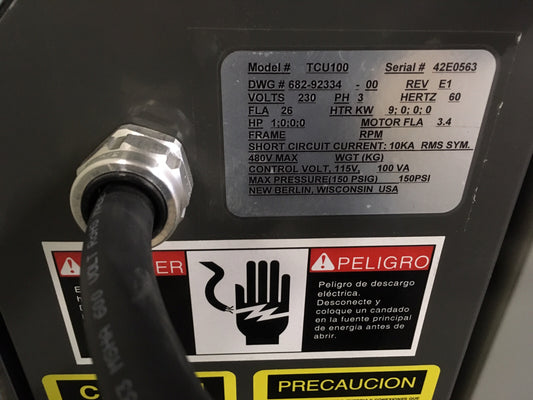 Model # TCU100 Serial # 42E0563
DWG # 682-92334 - 00 REV E1
VOLTS 230 PH 3 HERTZ 60
FLA 26 HTR KW 9; 0; 0; 0
HP 1;0;0;0 MOTOR FLA 3.4
FRAME RPM
SHORT CIRCUIT CURRENT: 10KA RMS SYM.
480V MAX WGT (KG)
CONTROL VOLT, 115V, 100 VA
MAX PRESSURE(150 PSIG) 150PSI
NEW BERLIN, WISCONSIN USA
PELIGRO
Peligro de descargo
eléctrica.
Desconecte y
coloque un candado
en la fuente principal
de energia antes de
abrir.
PRECAUCION